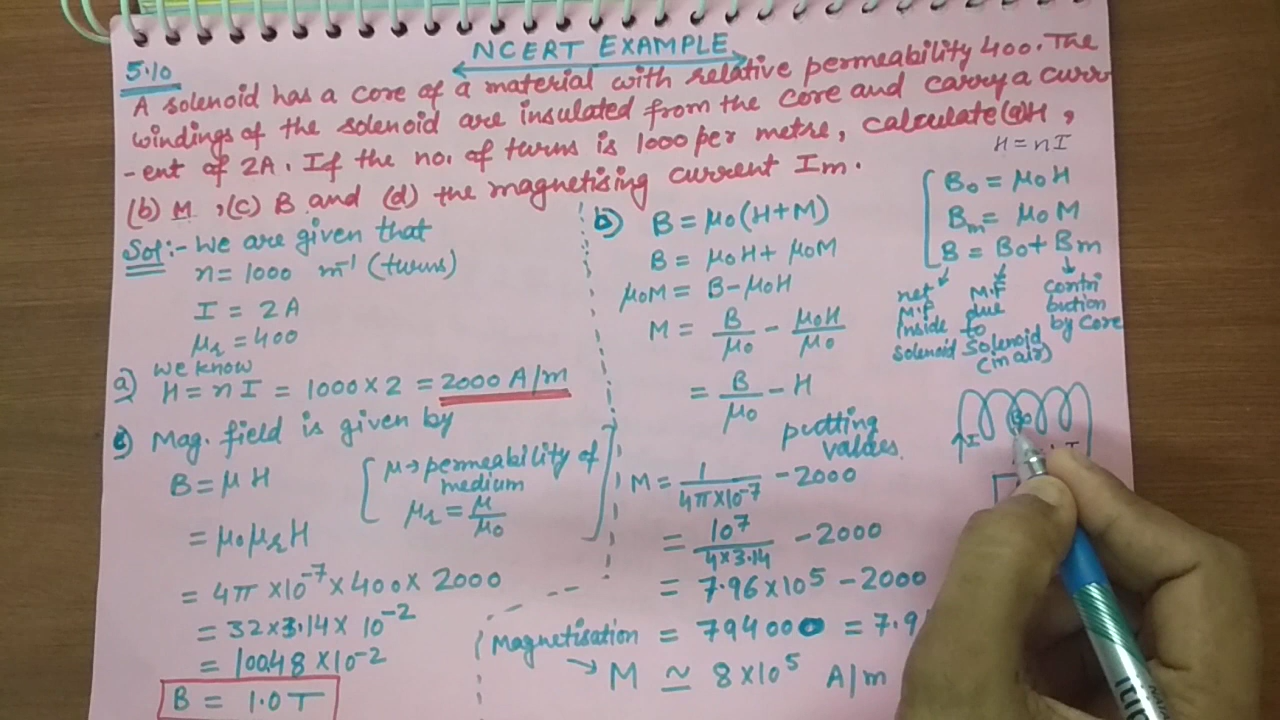 NCERT EXAMPLE
5.10
A solenoid has a core of a material with relative permeability 400. The
windings of the solenoid are insulated from the core and carry a curr
-ent of 2A. If the no. of turns is 1000 per metre, calculate (a) H,
(b) M, (c) B and (d) the magnetising current Im.
H = nI
Sol:- We are given that
n = 1000 m⁻¹ (turns)
I = 2A
μr = 400
a) we know
H = nI = 1000 × 2 = 2000 A/m
c) Mag. field is given by
B = μH
= μ₀μrH
= 4π × 10⁻⁷ × 400 × 2000
= 32 × 3.14 × 10⁻²
= 100.48 × 10⁻²
B = 1.0 T
μ → permeability of
medium
μr = μ/μ₀
b) B = μ₀(H+M)
B = μ₀H + μ₀M
μ₀M = B - μ₀H
M = B/μ₀ - μ₀H/μ₀
= B/μ₀ - H
putting
values.
M = 1/(4π×10⁻⁷) - 2000
= 10⁷/(4×3.14) - 2000
= 7.96×10⁵ - 2000
Magnetisation = 794000 = 7.9
→ M ≃ 8×10⁵ A/m
B₀ = μ₀H
Bm = μ₀M
B = B₀ + Bm
net
M.F
inside
solenoid
M.F
due
to
solenoid
(in air)
contri
bution
by core
I
B₀
I